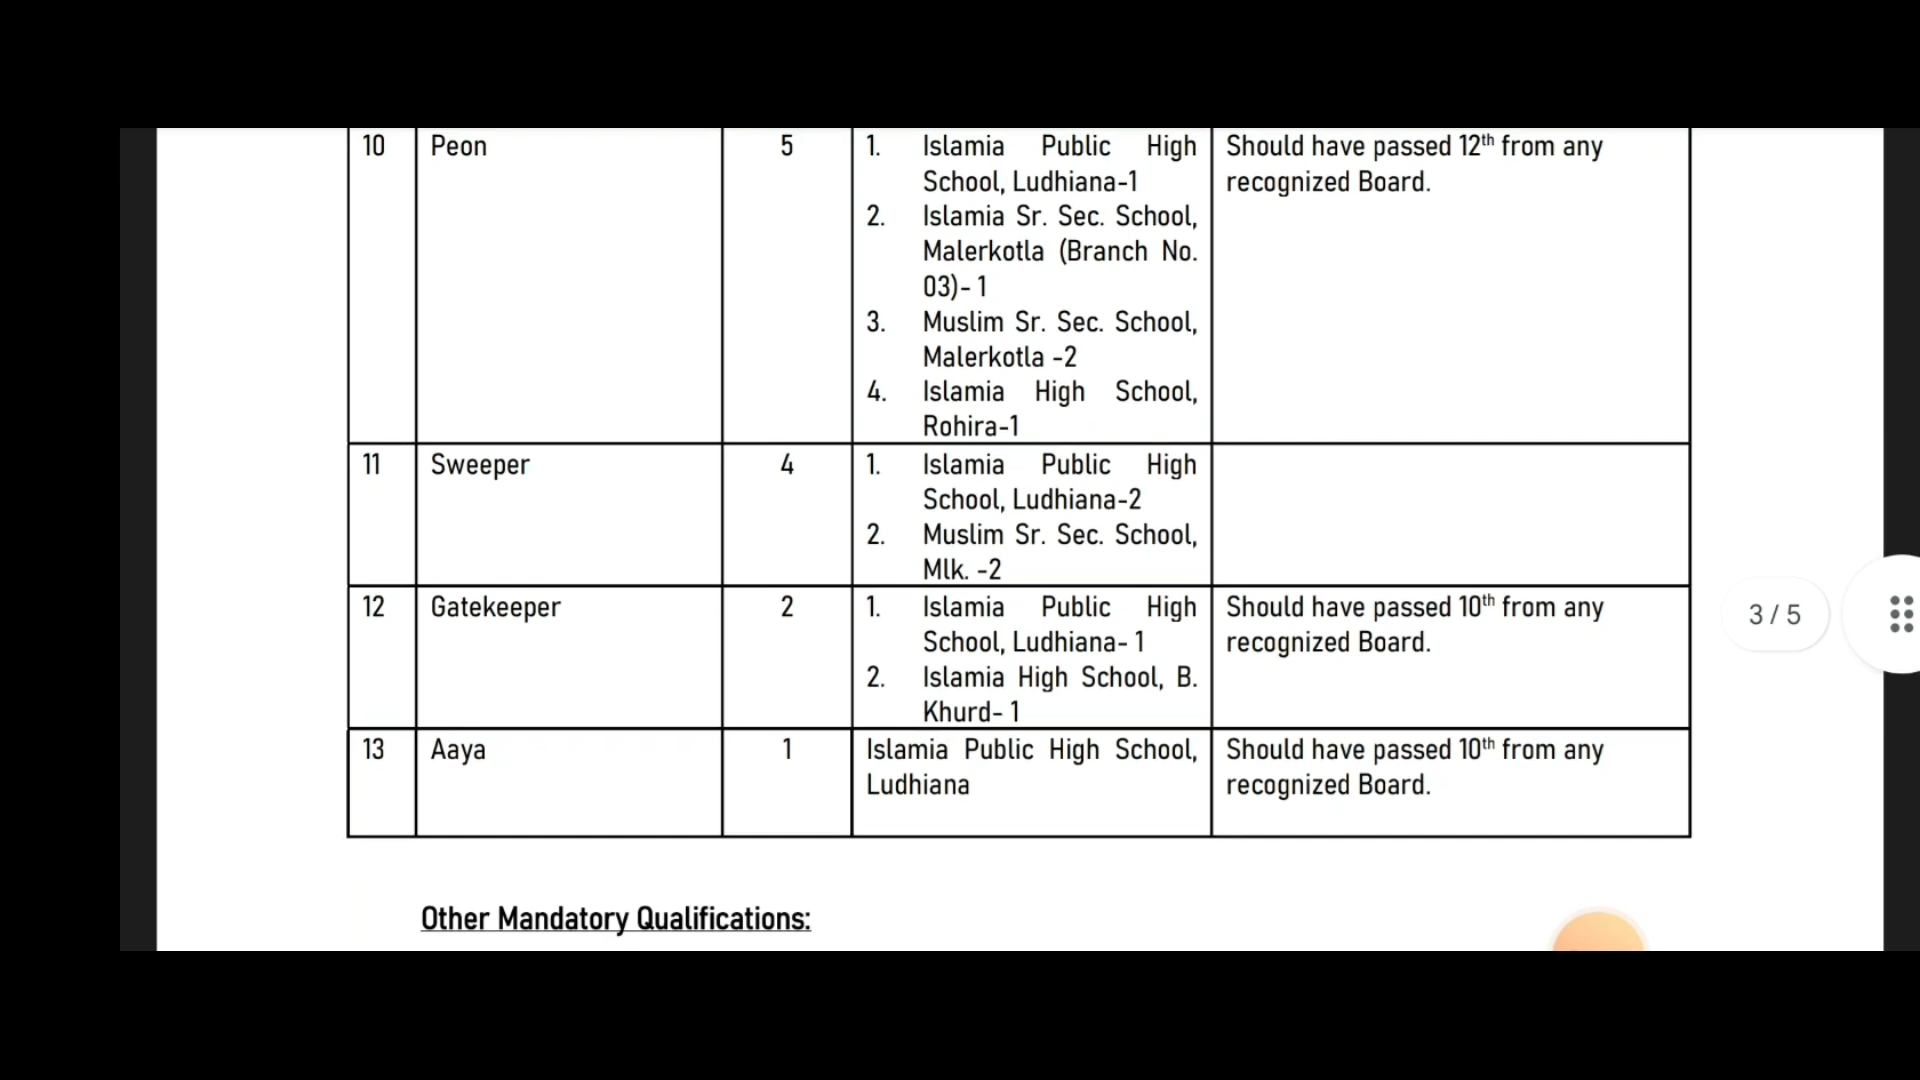 10 Peon 5 1. Islamia Public High Should have passed 12th from any
School, Ludhiana-1 recognized Board.
2. Islamia Sr. Sec. School,
Malerkotla (Branch No.
03)- 1
3. Muslim Sr. Sec. School,
Malerkotla -2
4. Islamia High School,
Rohira-1
11 Sweeper 4 1. Islamia Public High
School, Ludhiana-2
2. Muslim Sr. Sec. School,
Mlk. -2
12 Gatekeeper 2 1. Islamia Public High Should have passed 10th from any
School, Ludhiana- 1 recognized Board.
2. Islamia High School, B.
Khurd- 1
13 Aaya 1 Islamia Public High School, Should have passed 10th from any
Ludhiana recognized Board.
3 / 5
Other Mandatory Qualifications: